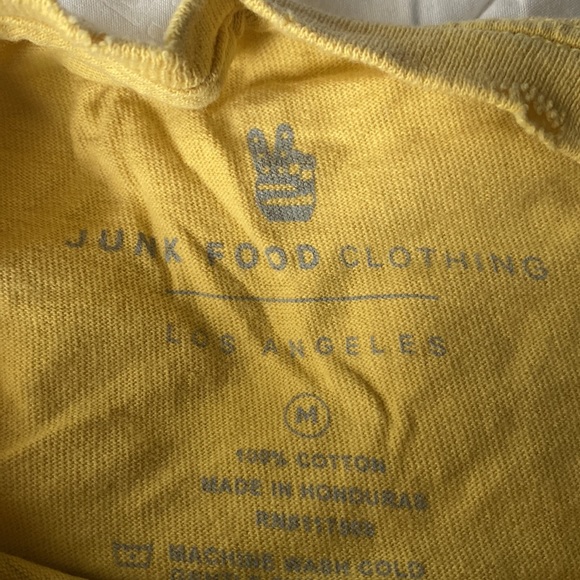 JUNK FOOD CLOTHING
LOS ANGELES
M
100% COTTON
MADE IN HONDURAS
MACHINE WASH COLD